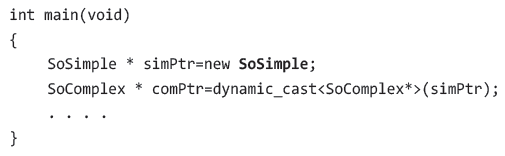 int main(void)
{
    SoSimple * simPtr=new SoSimple;
    SoComplex * comPtr=dynamic_cast<SoComplex*>(simPtr);
    . . . .
}